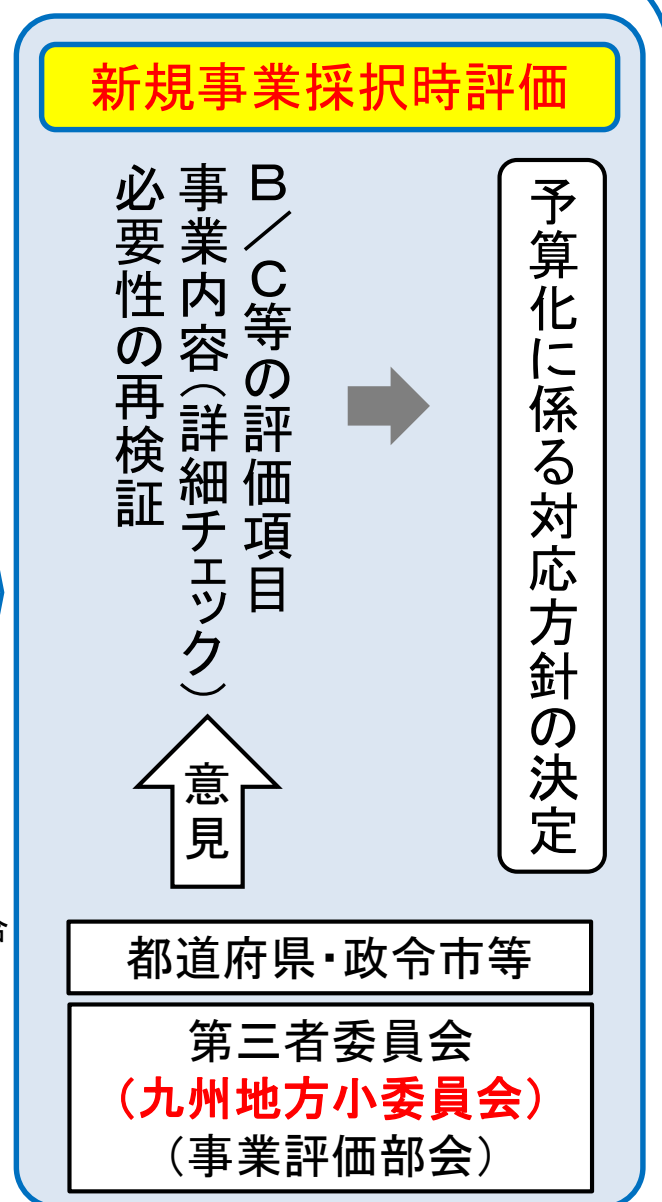 新規事業採択時評価
B／C等の評価項目
事業内容(詳細チェック)
必要性の再検証
予算化に係る対応方針の決定
意見
都道府県・政令市等
第三者委員会
(九州地方小委員会)
(事業評価部会)